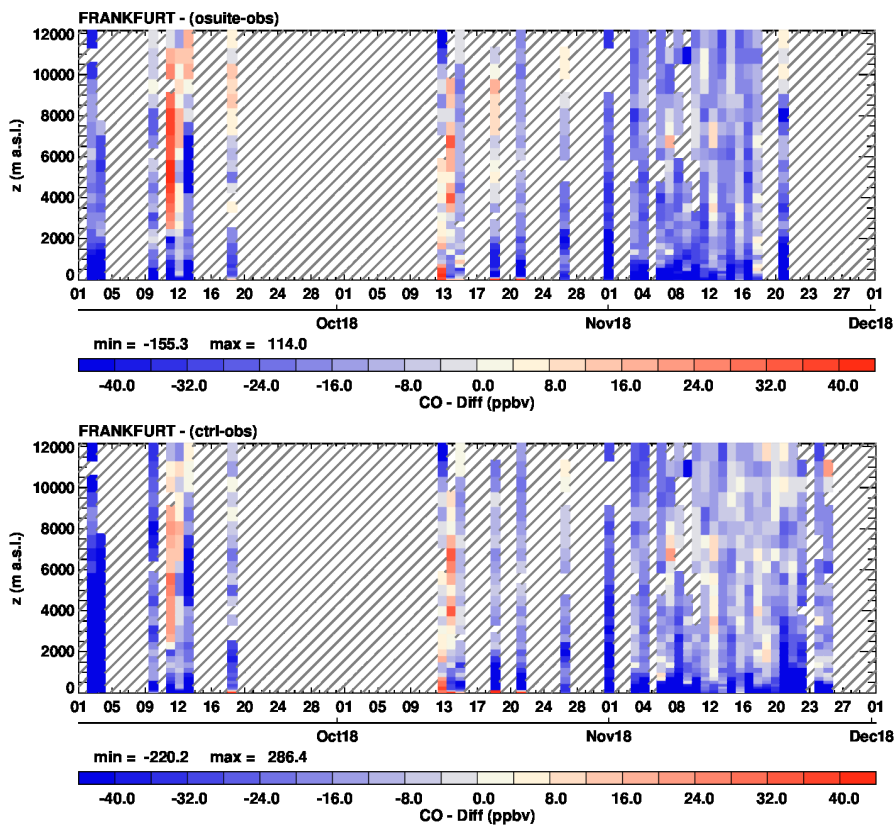 FRANKFURT - (osuite-obs)
12000
10000
8000
6000
4000
2000
0
z (m a.s.l.)
01 05 09 12 16 20 24 28 01 05 09 13 16 20 24 28 01 04 08 12 16 20 23 27 01
Oct18 Nov18 Dec18
min = -155.3 max = 114.0
-40.0 -32.0 -24.0 -16.0 -8.0 0.0 8.0 16.0 24.0 32.0 40.0
CO - Diff (ppbv)
FRANKFURT - (ctrl-obs)
12000
10000
8000
6000
4000
2000
0
z (m a.s.l.)
01 05 09 12 16 20 24 28 01 05 09 13 16 20 24 28 01 04 08 12 16 20 23 27 01
Oct18 Nov18 Dec18
min = -220.2 max = 286.4
-40.0 -32.0 -24.0 -16.0 -8.0 0.0 8.0 16.0 24.0 32.0 40.0
CO - Diff (ppbv)